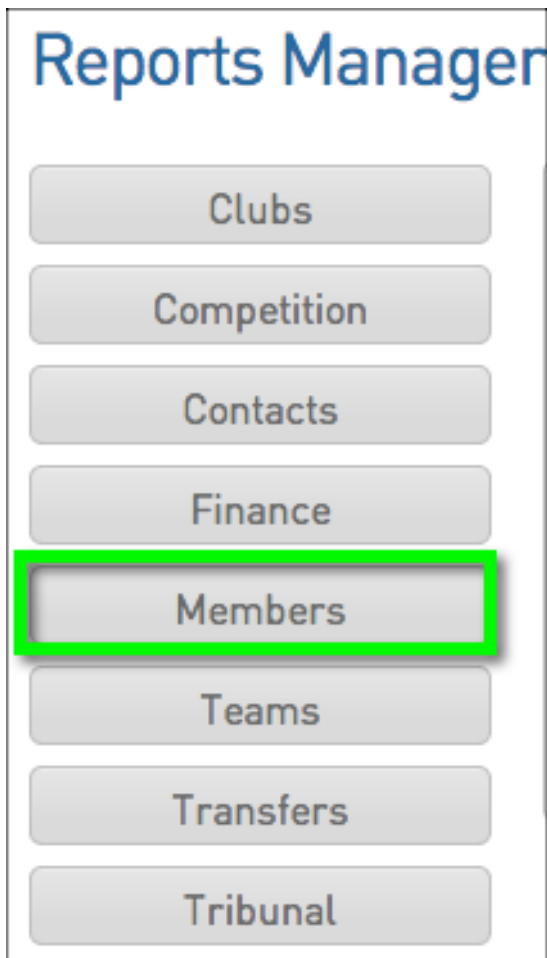 Reports Manager
Clubs
Competition
Contacts
Finance
Members
Teams
Transfers
Tribunal